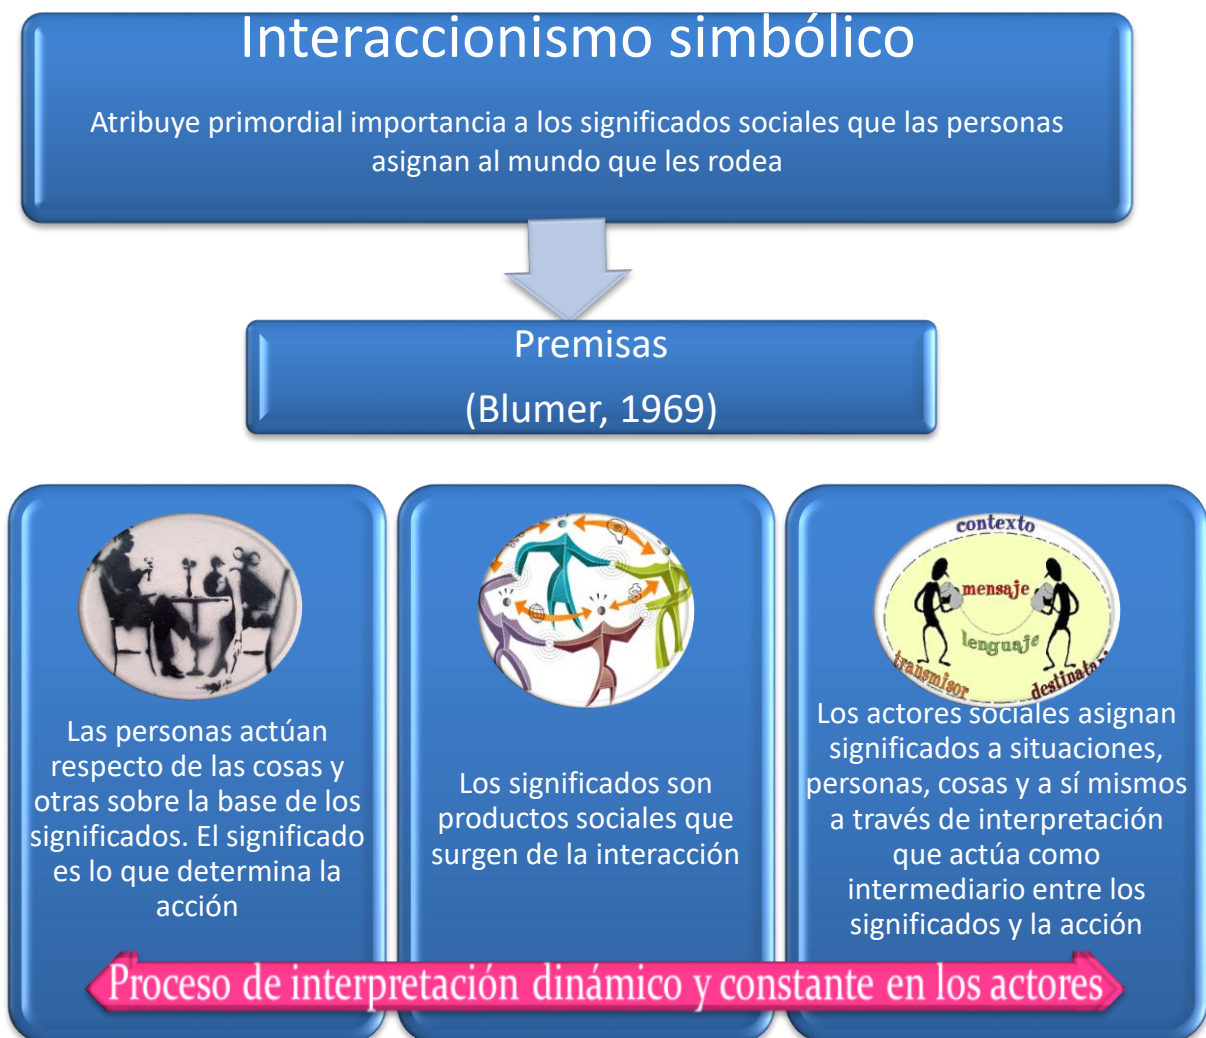 Interaccionismo simbólico
Atribuye primordial importancia a los significados sociales que las personas
asignan al mundo que les rodea
Premisas
(Blumer, 1969)
Las personas actúan
respecto de las cosas y
otras sobre la base de los
significados. El significado
es lo que determina la
acción
Los significados son
productos sociales que
surgen de la interacción
contexto
mensaje
lenguaje
transmisor
Los actores sociales asignan
significados a situaciones,
personas, cosas y a sí mismos
a través de interpretación
que actúa como
intermediario entre los
significados y la acción
Proceso de interpretación dinámico y constante en los actores